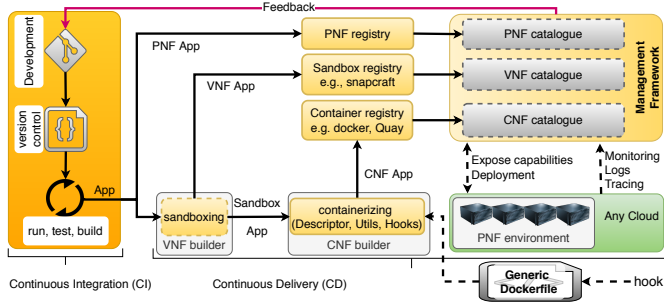 Feedback
Development
version
control
run, test, build
App
PNF App
VNF App
PNF registry
Sandbox registry
e.g., snapcraft
Container registry
e.g. docker, Quay
PNF catalogue
VNF catalogue
CNF catalogue
Management
Framework
CNF App
Expose capabilities
Deployment
Monitoring
Logs
Tracing
sandboxing
VNF builder
Sandbox
App
containerizing
(Descriptor, Utils, Hooks)
CNF builder
Any Cloud
PNF environment
Continuous Integration (CI)
Continuous Delivery (CD)
Generic
Dockerfile
hook